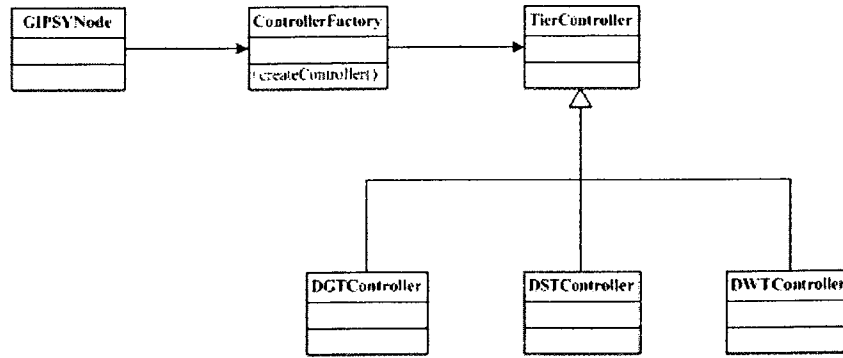 GIPSYNode
ControllerFactory
TierController
createController()
DGTController
DSTController
DWTController